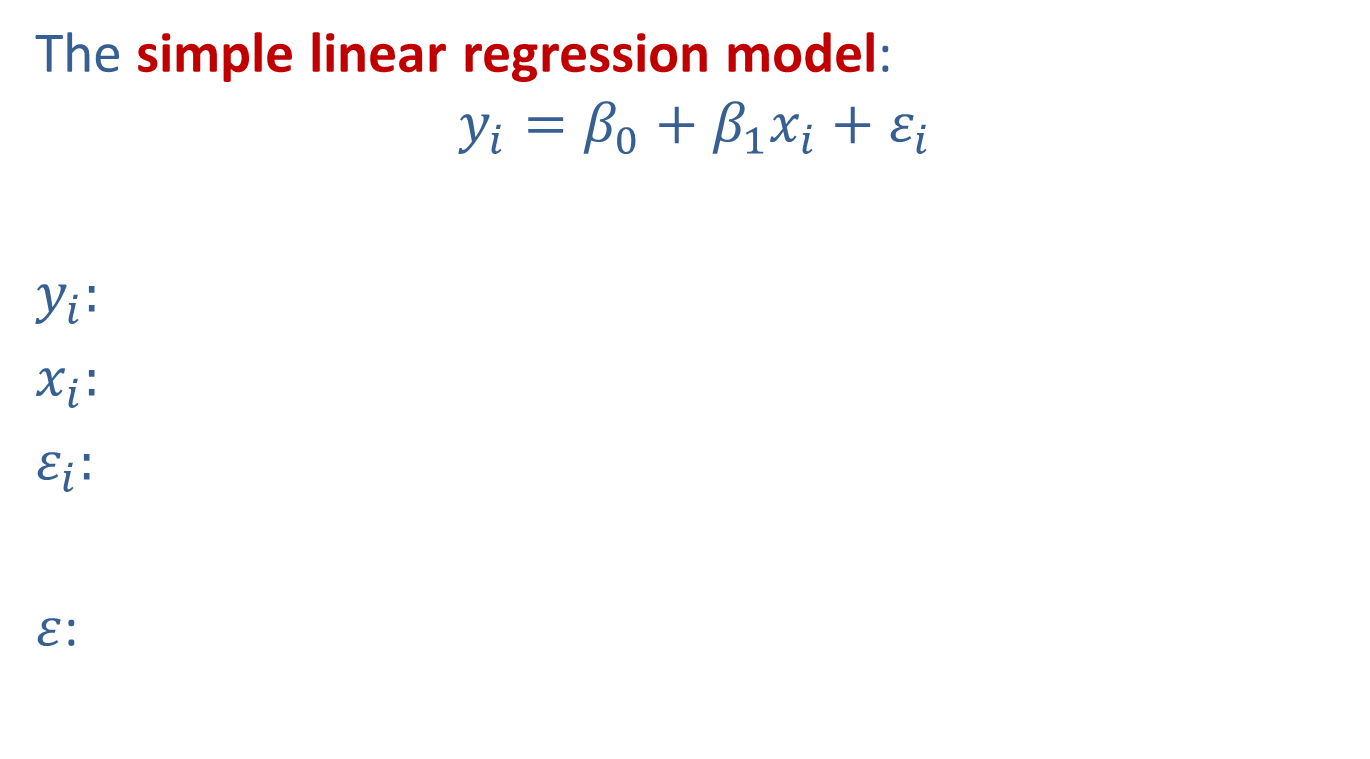 The simple linear regression model:
𝑦ᵢ = 𝛽₀ + 𝛽₁𝑥ᵢ + 𝜀ᵢ
𝑦ᵢ:
𝑥ᵢ:
𝜀ᵢ:
𝜀: